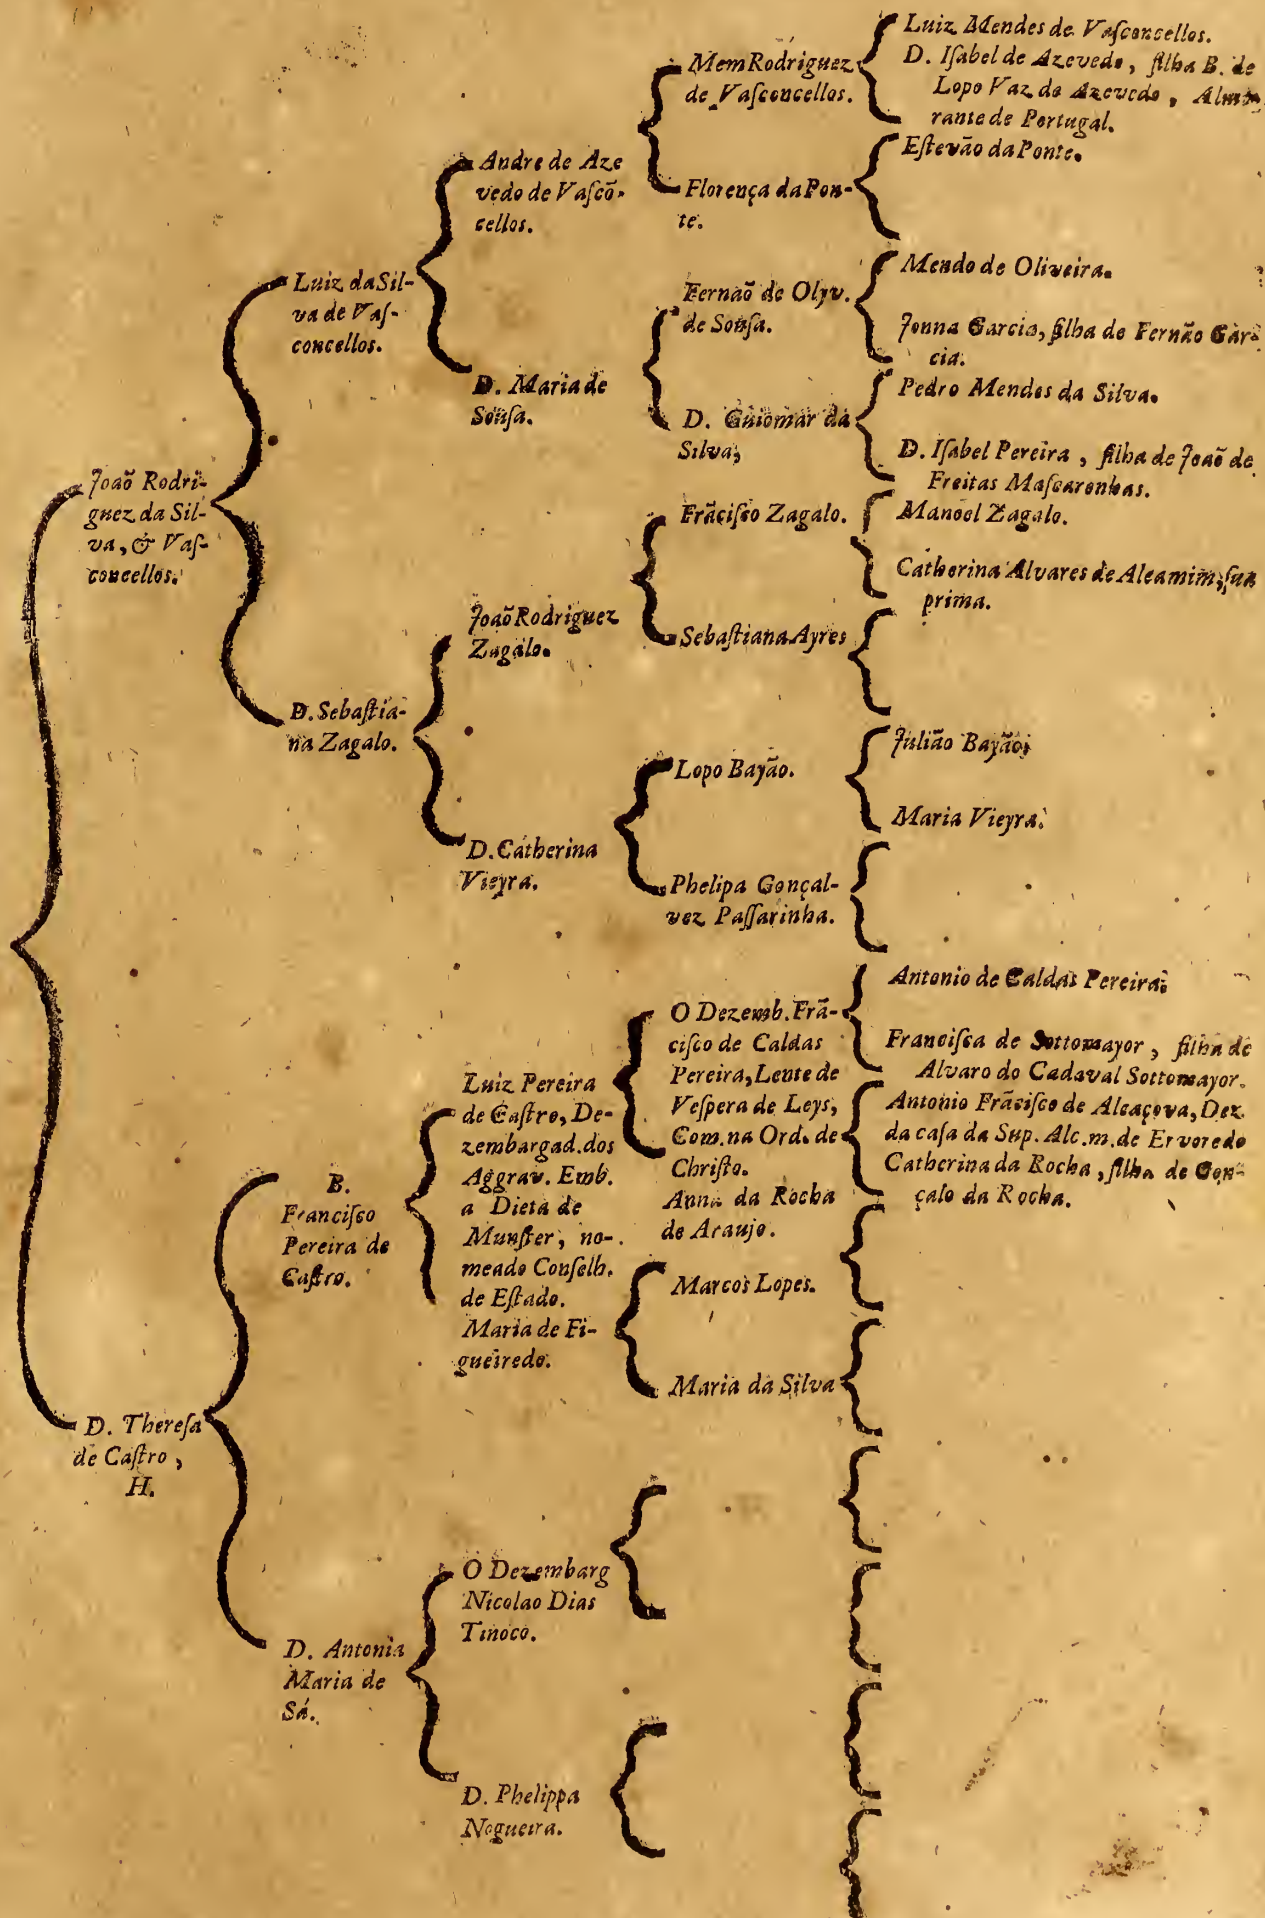 Joaõ Rodri-
guez da Sil-
va, & Vaſ-
concellos.
D. Thereſa
de Caſtro,
H.
Luiz da Sil-
va de Vaſ-
concellos.
D. Sebaſtia-
na Zagalo.
B.
Franciſco
Pereira de
Caſtro.
D. Antonia
Maria de
Sá.
Andre de Aze
vedo de Vaſcõ-
cellos.
D. Maria de
Souſa.
Joaõ Rodriguez
Zagalo.
D. Catherina
Vieyra.
Luiz Pereira
de Caſtro, De-
zembargad. dos
Aggrav. Emb.
a Dieta de
Munſter, no-
meado Conſelh.
de Eſtado.
Maria de Fi-
gueiredo.
O Dezembarg
Nicolao Dias
Tinoco.
D. Phelippa
Nogueira.
Mem Rodriguez
de Vaſconcellos.
Florença da Pon-
te.
Fernaõ de Olyv.
de Souſa.
D. Guiomar da
Silva,
Frãciſco Zagalo.
Sebaſtiana Ayres
Lopo Bayão.
Phelipa Gonçal-
vez Paſſarinha.
O Dezemb. Frã-
ciſco de Caldas
Pereira, Lente de
Veſpera de Leys,
Com. na Ord. de
Chriſto.
Anna da Rocha
de Araujo.
Marcos Lopes.
Maria da Silva
Luiz Mendes de Vaſconcellos.
D. Iſabel de Azevedo, filha B. de
Lopo Vaz de Azevedo, Almi-
rante de Portugal.
Eſtevão da Ponte.
Mendo de Oliveira.
Jonna Garcia, filha de Fernão Gar-
cia.
Pedro Mendes da Silva.
D. Iſabel Pereira, filha de Joaõ de
Freitas Maſcarenhas.
Manoel Zagalo.
Catherina Alvares de Aleamim, ſua
prima.
Julião Bayão,
Maria Vieyra.
Antonio de Caldas Pereira.
Franciſca de Sottomayor, filha de
Alvaro do Cadaval Sottomayor.
Antonio Frãciſco de Alcaçova, Dez.
da caſa da Sup. Alc. m. de Ervoredo
Catherina da Rocha, filha de Gon-
çalo da Rocha.